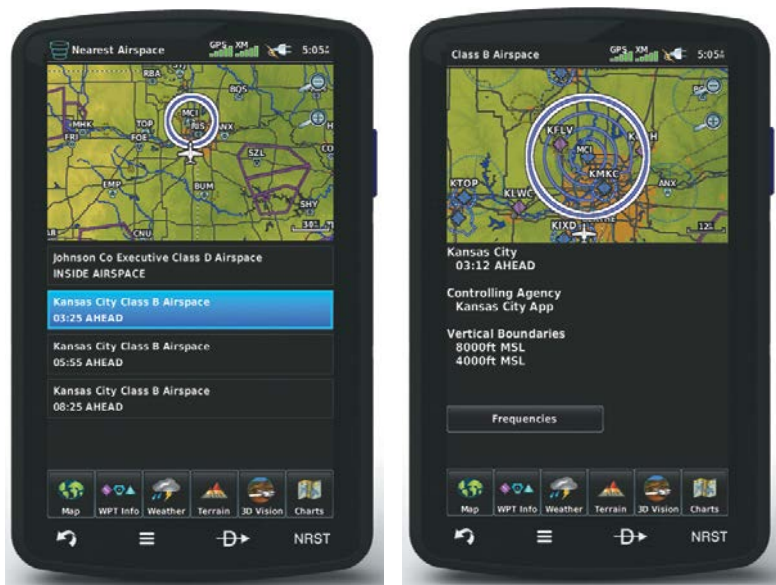 Nearest Airspace
GPS
XM
5:05
RBA
BQS
MCI
MHK
TOP
FRI
FOE
SZL
EMP
BUM
SHY
CNU
30
Johnson Co Executive Class D Airspace
INSIDE AIRSPACE
Kansas City Class B Airspace
03:25 AHEAD
Kansas City Class B Airspace
05:55 AHEAD
Kansas City Class B Airspace
08:25 AHEAD
Map
WPT Info
Weather
Terrain
3D Vision
Charts
D
NRST
Class B Airspace
GPS
XM
5:05
KFLV
MCI
KMKC
KTOP
KLWC
ANX
KIXD
12
Kansas City
03:12 AHEAD
Controlling Agency
Kansas City App
Vertical Boundaries
8000ft MSL
4000ft MSL
Frequencies
Map
WPT Info
Weather
Terrain
3D Vision
Charts
D
NRST